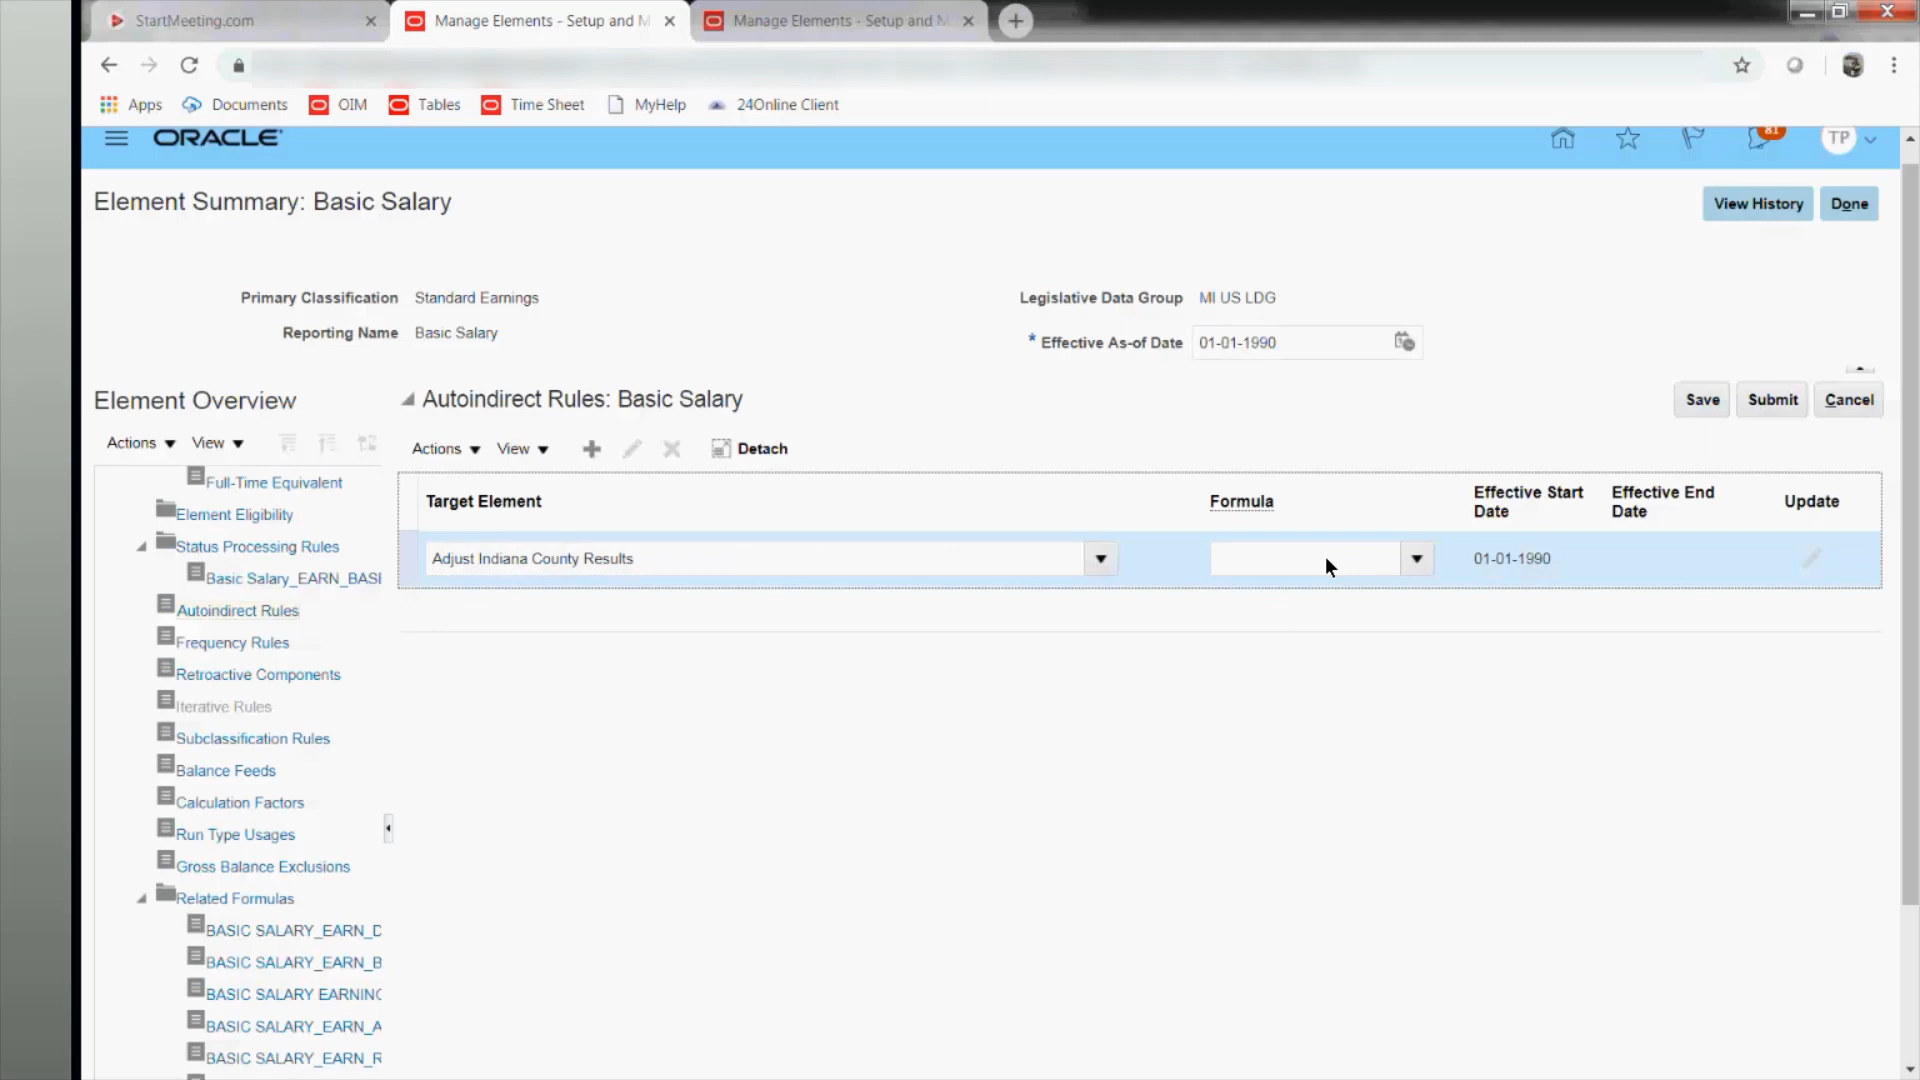 StartMeeting.com
Manage Elements - Setup and M
Manage Elements - Setup and M
Apps
Documents
OIM
Tables
Time Sheet
MyHelp
24Online Client
ORACLE
81
TP
Element Summary: Basic Salary
View History
Done
Primary Classification Standard Earnings
Legislative Data Group MI US LDG
Reporting Name Basic Salary
* Effective As-of Date 01-01-1990
Element Overview
Autoindirect Rules: Basic Salary
Save
Submit
Cancel
Actions
View
Actions
View
Detach
Full-Time Equivalent
Element Eligibility
Status Processing Rules
Basic Salary_EARN_BASE
Autoindirect Rules
Frequency Rules
Retroactive Components
Iterative Rules
Subclassification Rules
Balance Feeds
Calculation Factors
Run Type Usages
Gross Balance Exclusions
Related Formulas
BASIC SALARY_EARN_D
BASIC SALARY_EARN_B
BASIC SALARY EARNING
BASIC SALARY_EARN_A
BASIC SALARY_EARN_R
Target Element
Formula
Effective Start
Date
Effective End
Date
Update
Adjust Indiana County Results
01-01-1990